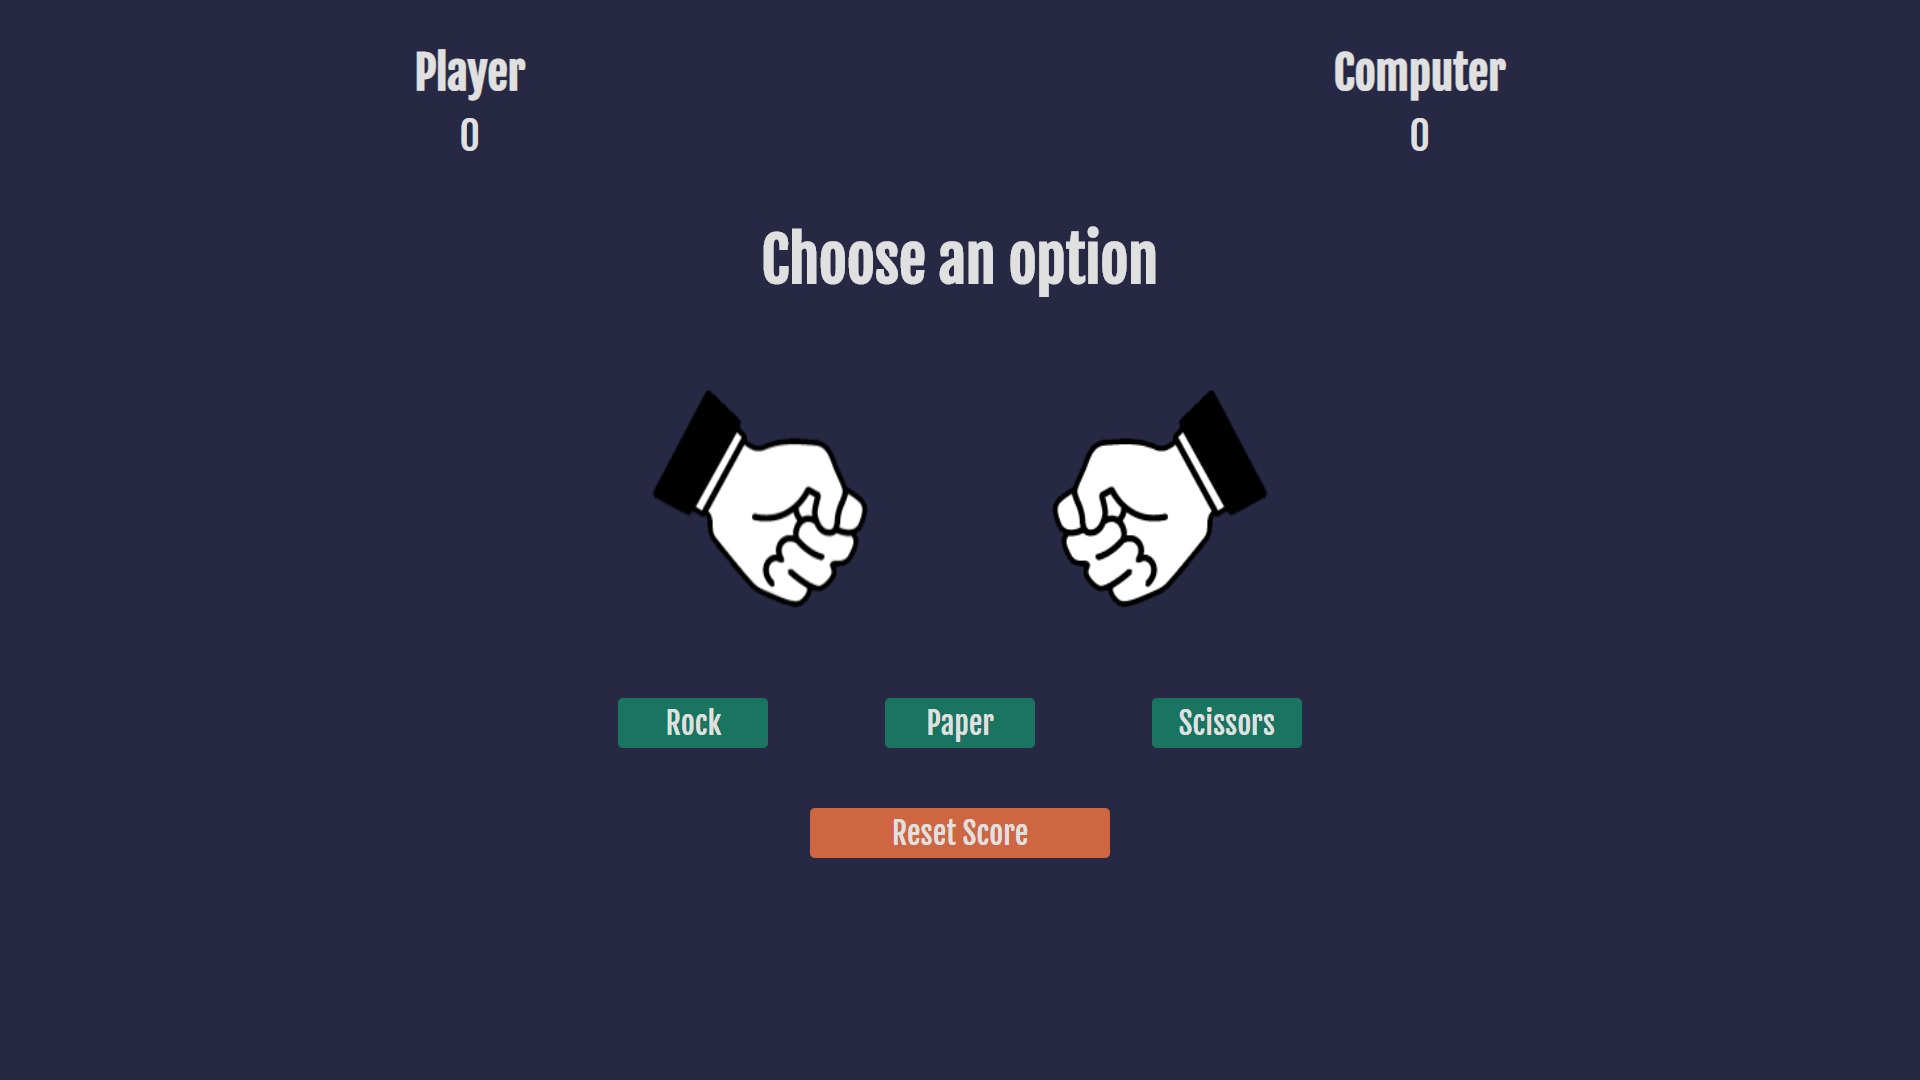 Player
Computer
0
0
Choose an option
Rock
Paper
Scissors
Reset Score